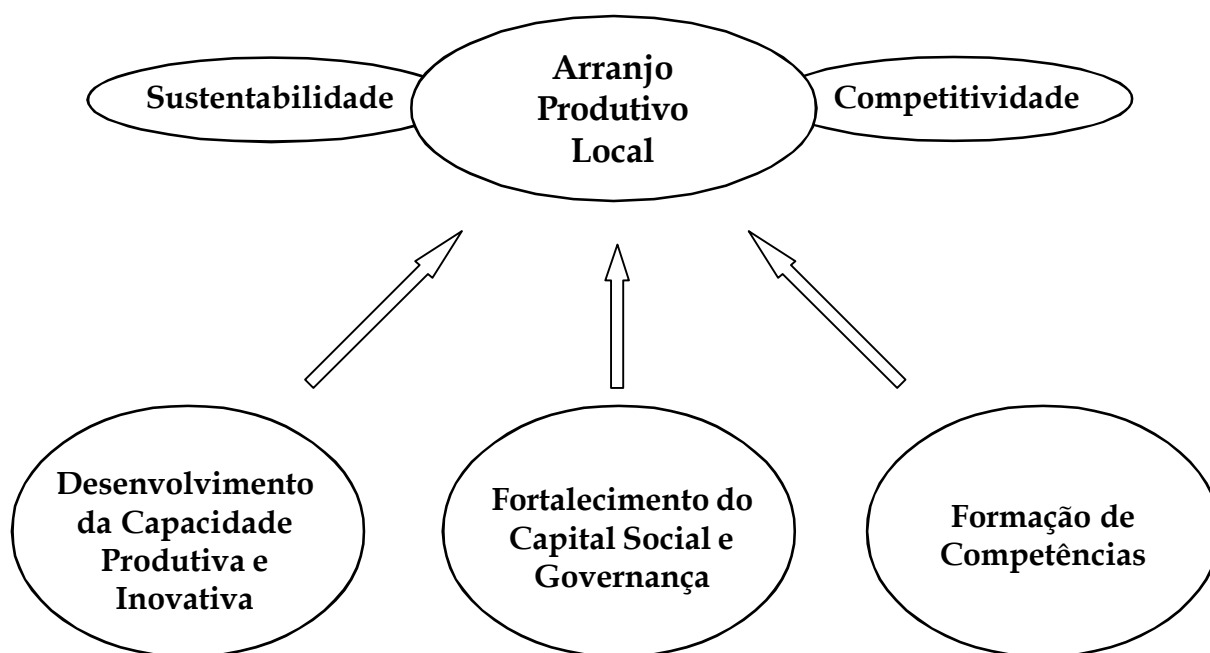 Sustentabilidade
Arranjo
Produtivo
Local
Competitividade
Desenvolvimento
da Capacidade
Produtiva e
Inovativa
Fortalecimento do
Capital Social e
Governança
Formação de
Competências